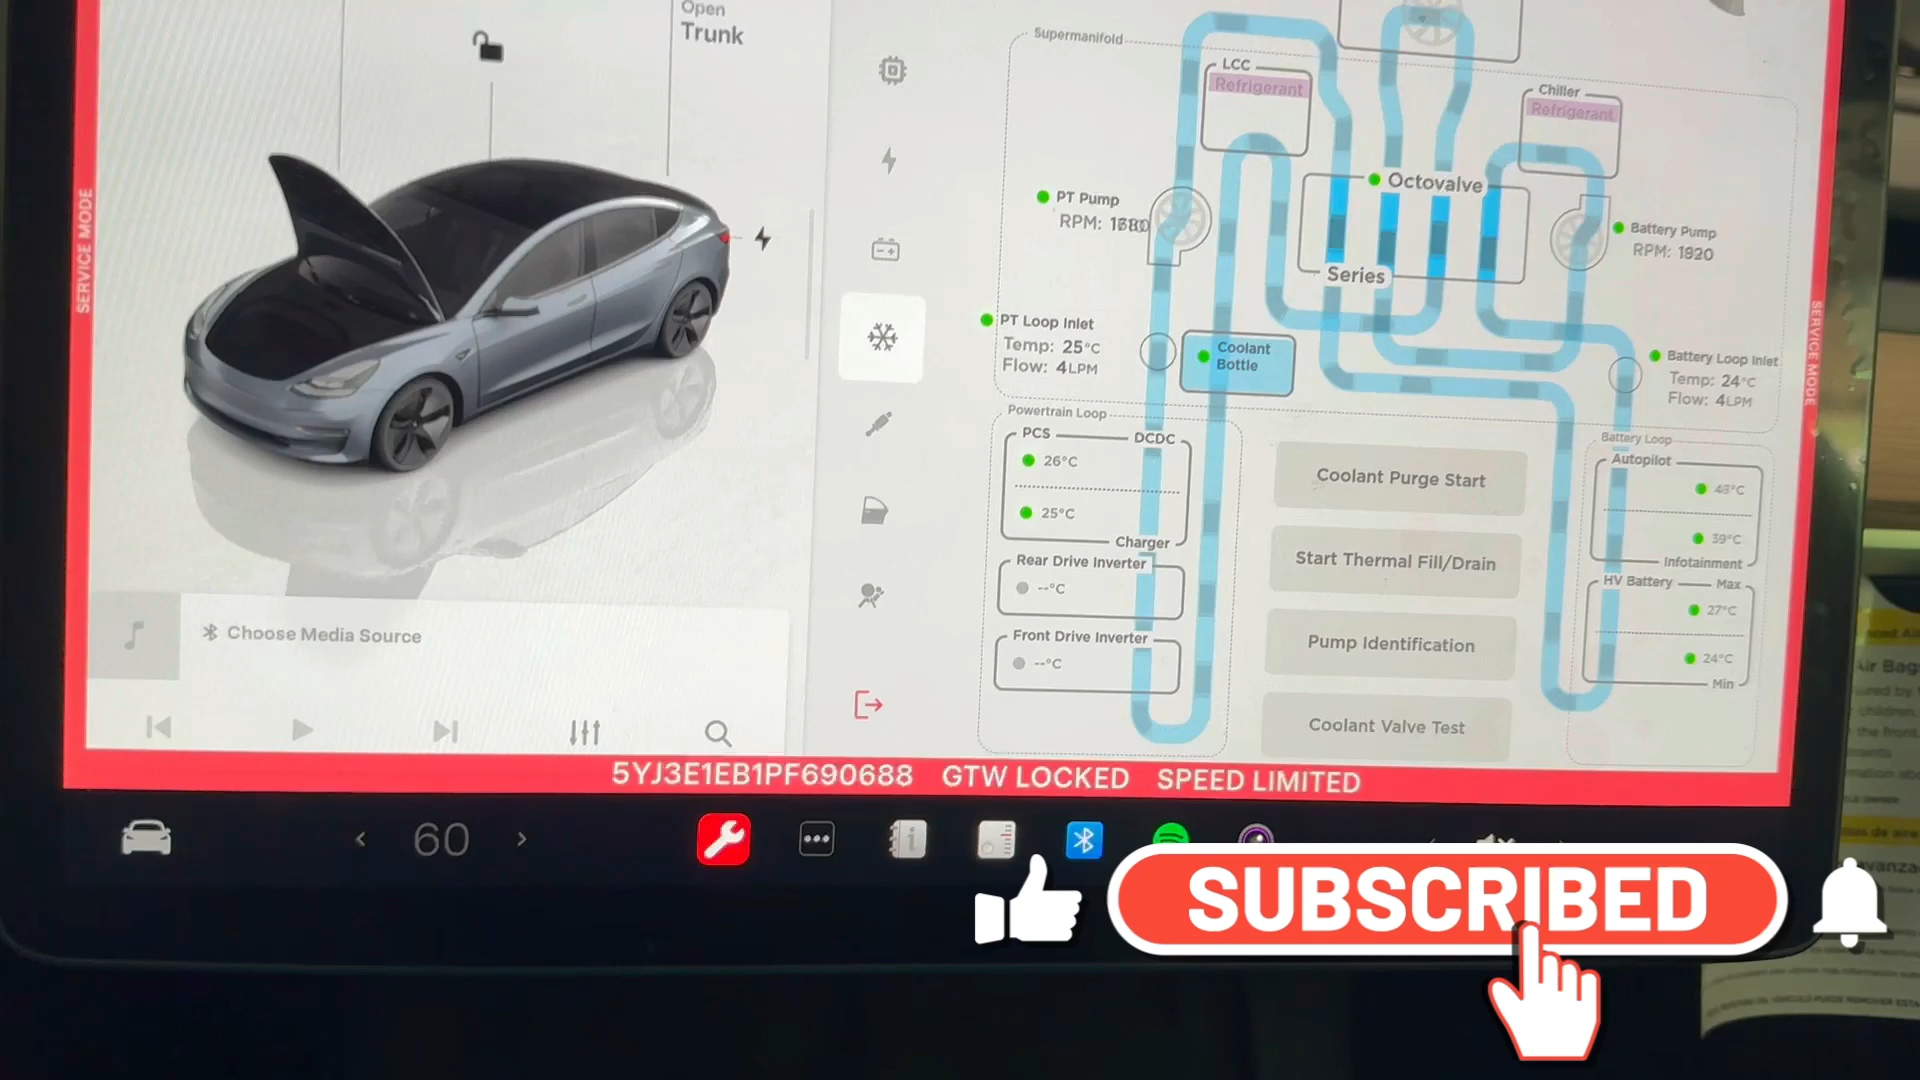 Open
Trunk
SERVICE MODE
Choose Media Source
Supermanifold
LCC
Refrigerant
Chiller
Refrigerant
Octovalve
Series
PT Pump
RPM:
Battery Pump
RPM: 1920
PT Loop Inlet
Temp: 25°C
Flow: 4LPM
Coolant
Bottle
Battery Loop Inlet
Temp: 24°C
Flow: 4LPM
Powertrain Loop
PCS
DCDC
26°C
25°C
Charger
Rear Drive Inverter
--°C
Front Drive Inverter
--°C
Coolant Purge Start
Start Thermal Fill/Drain
Pump Identification
Coolant Valve Test
Battery Loop
Autopilot
39°C
Infotainment
HV Battery
Max
27°C
24°C
Min
SERVICE MODE
5YJ3E1EB1PF690688 GTW LOCKED SPEED LIMITED
60
SUBSCRIBED
Air Bag